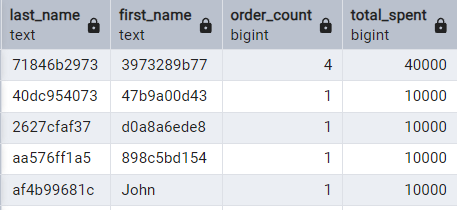 last_name first_name order_count total_spent
text text bigint bigint
71846b2973 3973289b77 4 40000
40dc954073 47b9a00d43 1 10000
2627cfaf37 d0a8a6ede8 1 10000
aa576ff1a5 898c5bd154 1 10000
af4b99681c John 1 10000